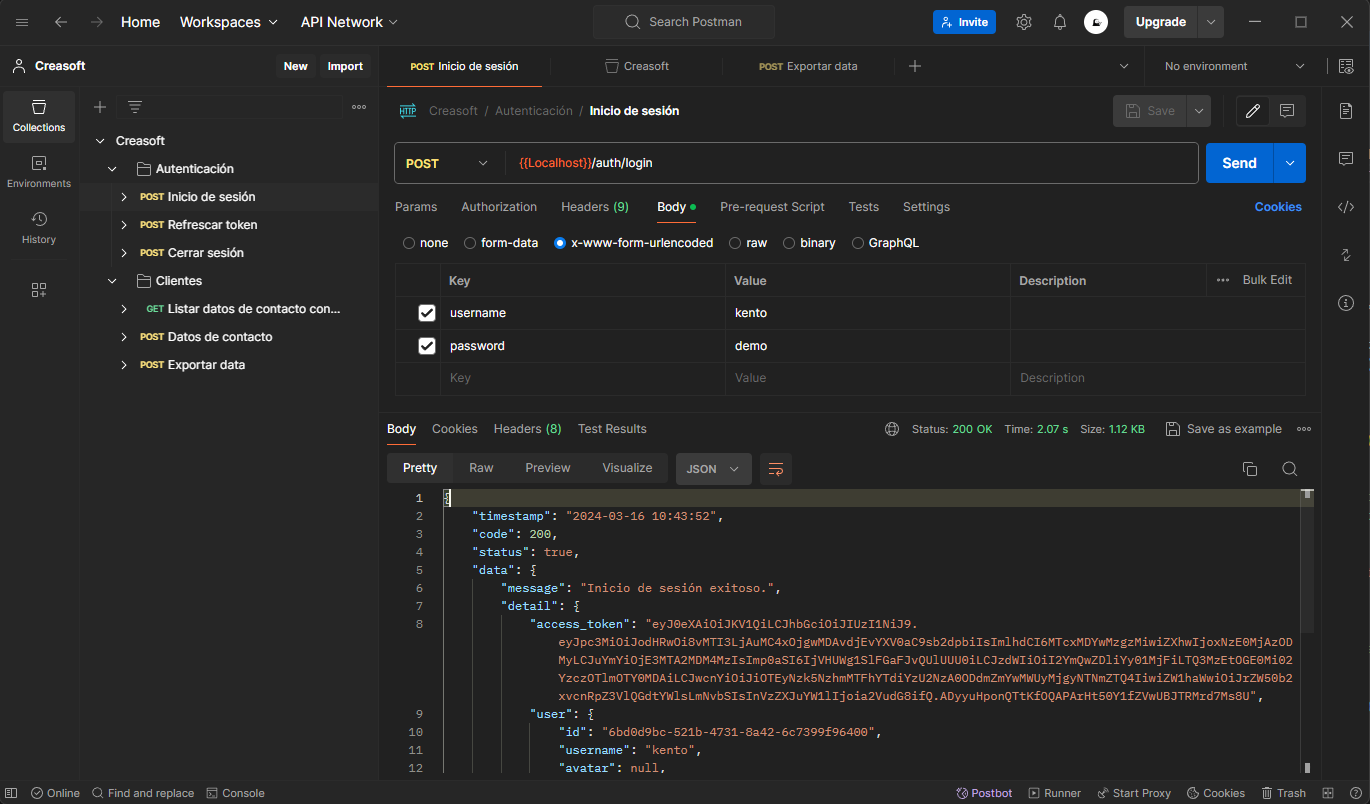 Home Workspaces API Network Search Postman Invite Upgrade
Creasoft New Import POST Inicio de sesión Creasoft POST Exportar data No environment
Collections
Environments
History
Creasoft
Autenticación
POST Inicio de sesión
POST Refrescar token
POST Cerrar sesión
Clientes
GET Listar datos de contacto con...
POST Datos de contacto
POST Exportar data
HTTP Creasoft / Autenticación / Inicio de sesión Save
POST {{Localhost}}/auth/login Send
Params Authorization Headers (9) Body Pre-request Script Tests Settings Cookies
none form-data x-www-form-urlencoded raw binary GraphQL
Key Value Description Bulk Edit
username kento
password demo
Key Value Description
Body Cookies Headers (8) Test Results Status: 200 OK Time: 2.07 s Size: 1.12 KB Save as example
Pretty Raw Preview Visualize JSON
1 {
2 "timestamp": "2024-03-16 10:43:52",
3 "code": 200,
4 "status": true,
5 "data": {
6 "message": "Inicio de sesión exitoso.",
7 "detail": {
8 "access_token": "eyJ0eXAiOiJKV1QiLCJhbGciOiJIUzI1NiJ9.
eyJpc3MiOiJodHRwOi8vMTI3LjAuMC4xOjgwMDAvdjEvYXV0aC9sb2dpbiIsImlhdCI6MTcxMDYwMzgzMiwiZXhwIjoxNzE0MjAzOD
MyLCJuYmYiOjE3MTA2MDM4MzIsImp0aSI6IjVHUWg1SlFGaFJvQUlUUU0iLCJzdWIiOiI2YmQwZDliYy01MjFiLTQ3MzEtOGE0Mi02
YzczOTlmOTY0MDAiLCJwcnYiOiJiOTEyNzk5NzhmMTFhYTdiYzU2NzA0ODdmZmYwMWUyMjgyNTNmZTQ4IiwiZW1haWwiOiJrZW50b2
xvcnRpZ3VlQGdtYWlsLmNvbSIsInVzZXJuYW1lIjoia2VudG8ifQ.ADyyuHponQTtKfOQAPArHt50Y1fZVwUBJTRMrd7Ms8U",
9 "user": {
10 "id": "6bd0d9bc-521b-4731-8a42-6c7399f96400",
11 "username": "kento",
12 "avatar": null,
Online Find and replace Console Postbot Runner Start Proxy Cookies Trash